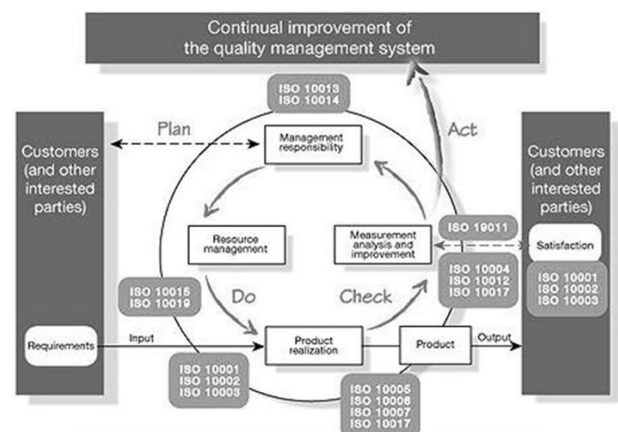 Continual improvement of
the quality management system
ISO 10013
ISO 10014
Plan
Act
Customers
(and other
interested
parties)
Management
responsibility
Customers
(and other
interested
parties)
ISO 19011
Resource
management
Measurement
analysis and
improvement
Satisfaction
ISO 10004
ISO 10012
ISO 10017
ISO 10001
ISO 10002
ISO 10003
ISO 10015
ISO 10019
Do
Check
Requirements
Input
Product
realization
Product
Output
ISO 10001
ISO 10002
ISO 10003
ISO 10005
ISO 10006
ISO 10007
ISO 10017